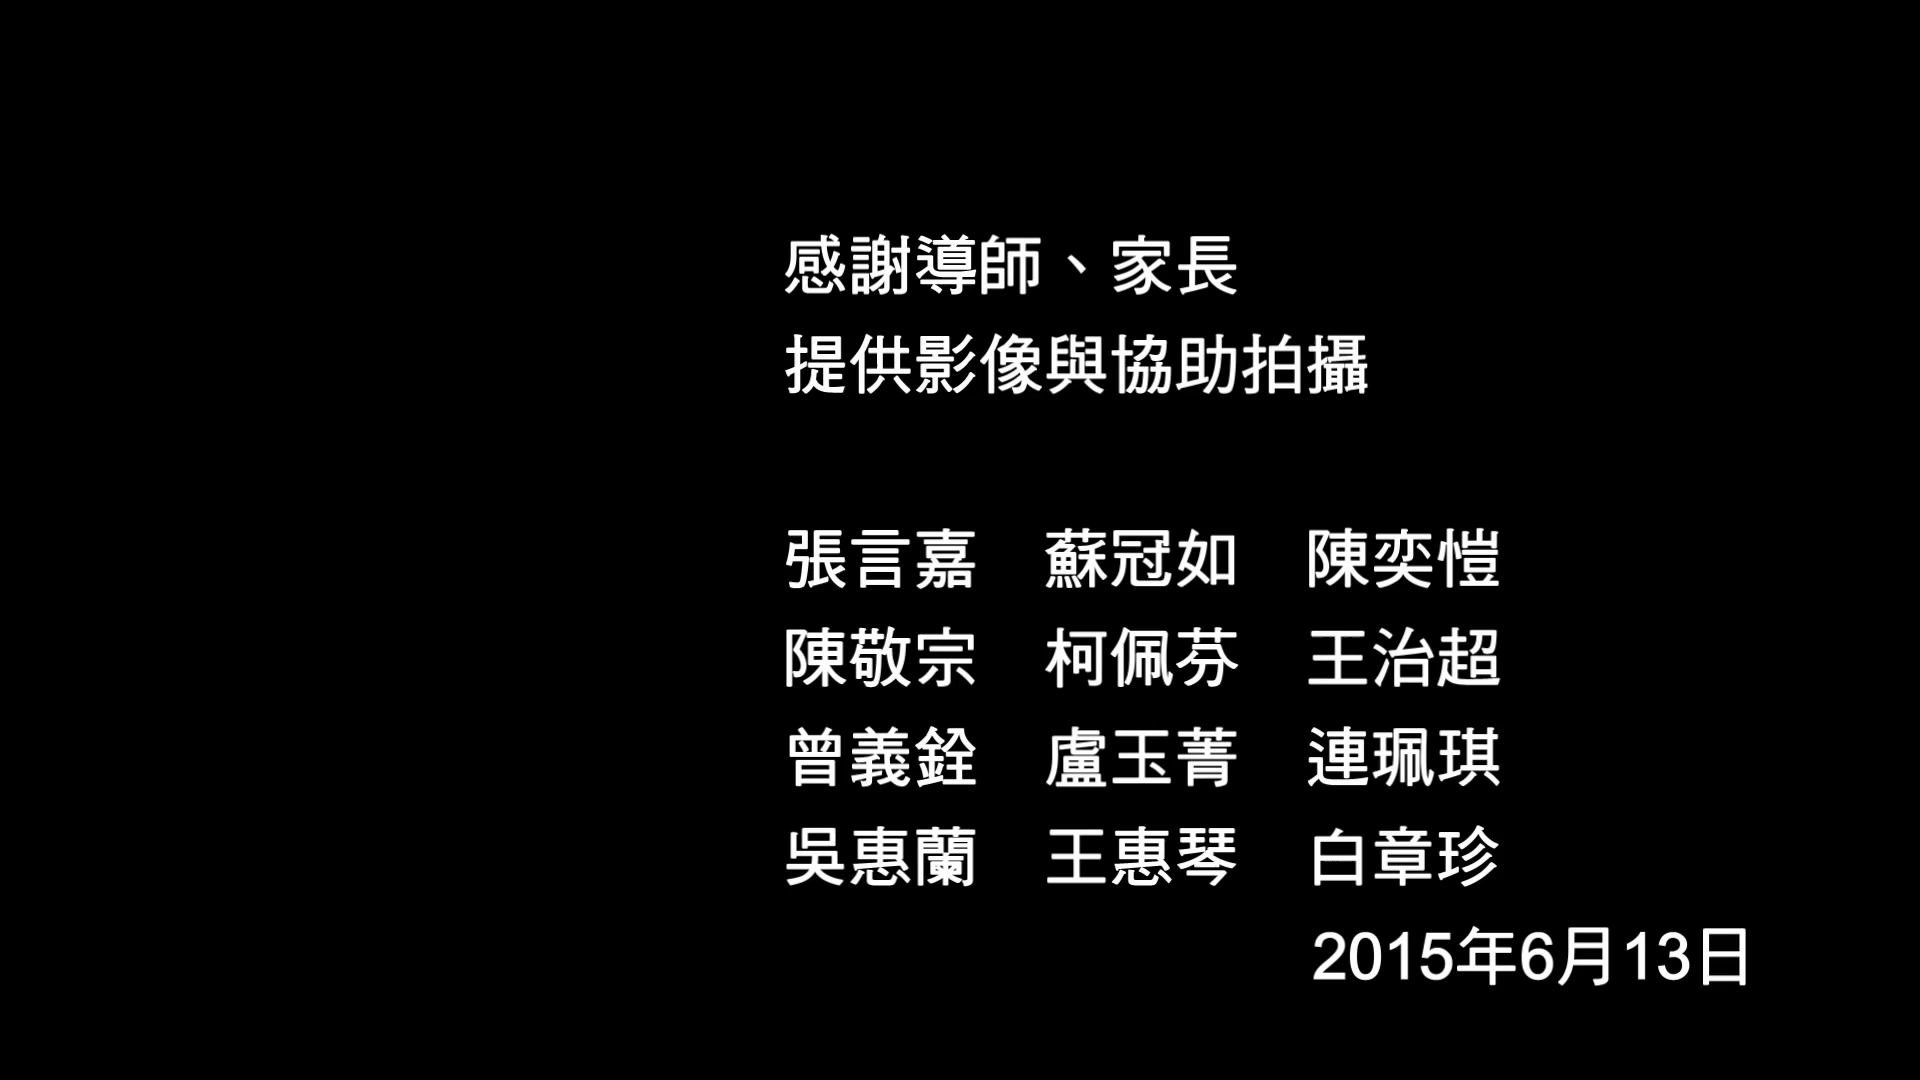 感謝導師、家長
提供影像與協助拍攝
張言嘉 蘇冠如 陳奕愷
陳敬宗 柯佩芬 王治超
曾義銓 盧玉菁 連珮琪
吳惠蘭 王惠琴 白章珍
2015年6月13日